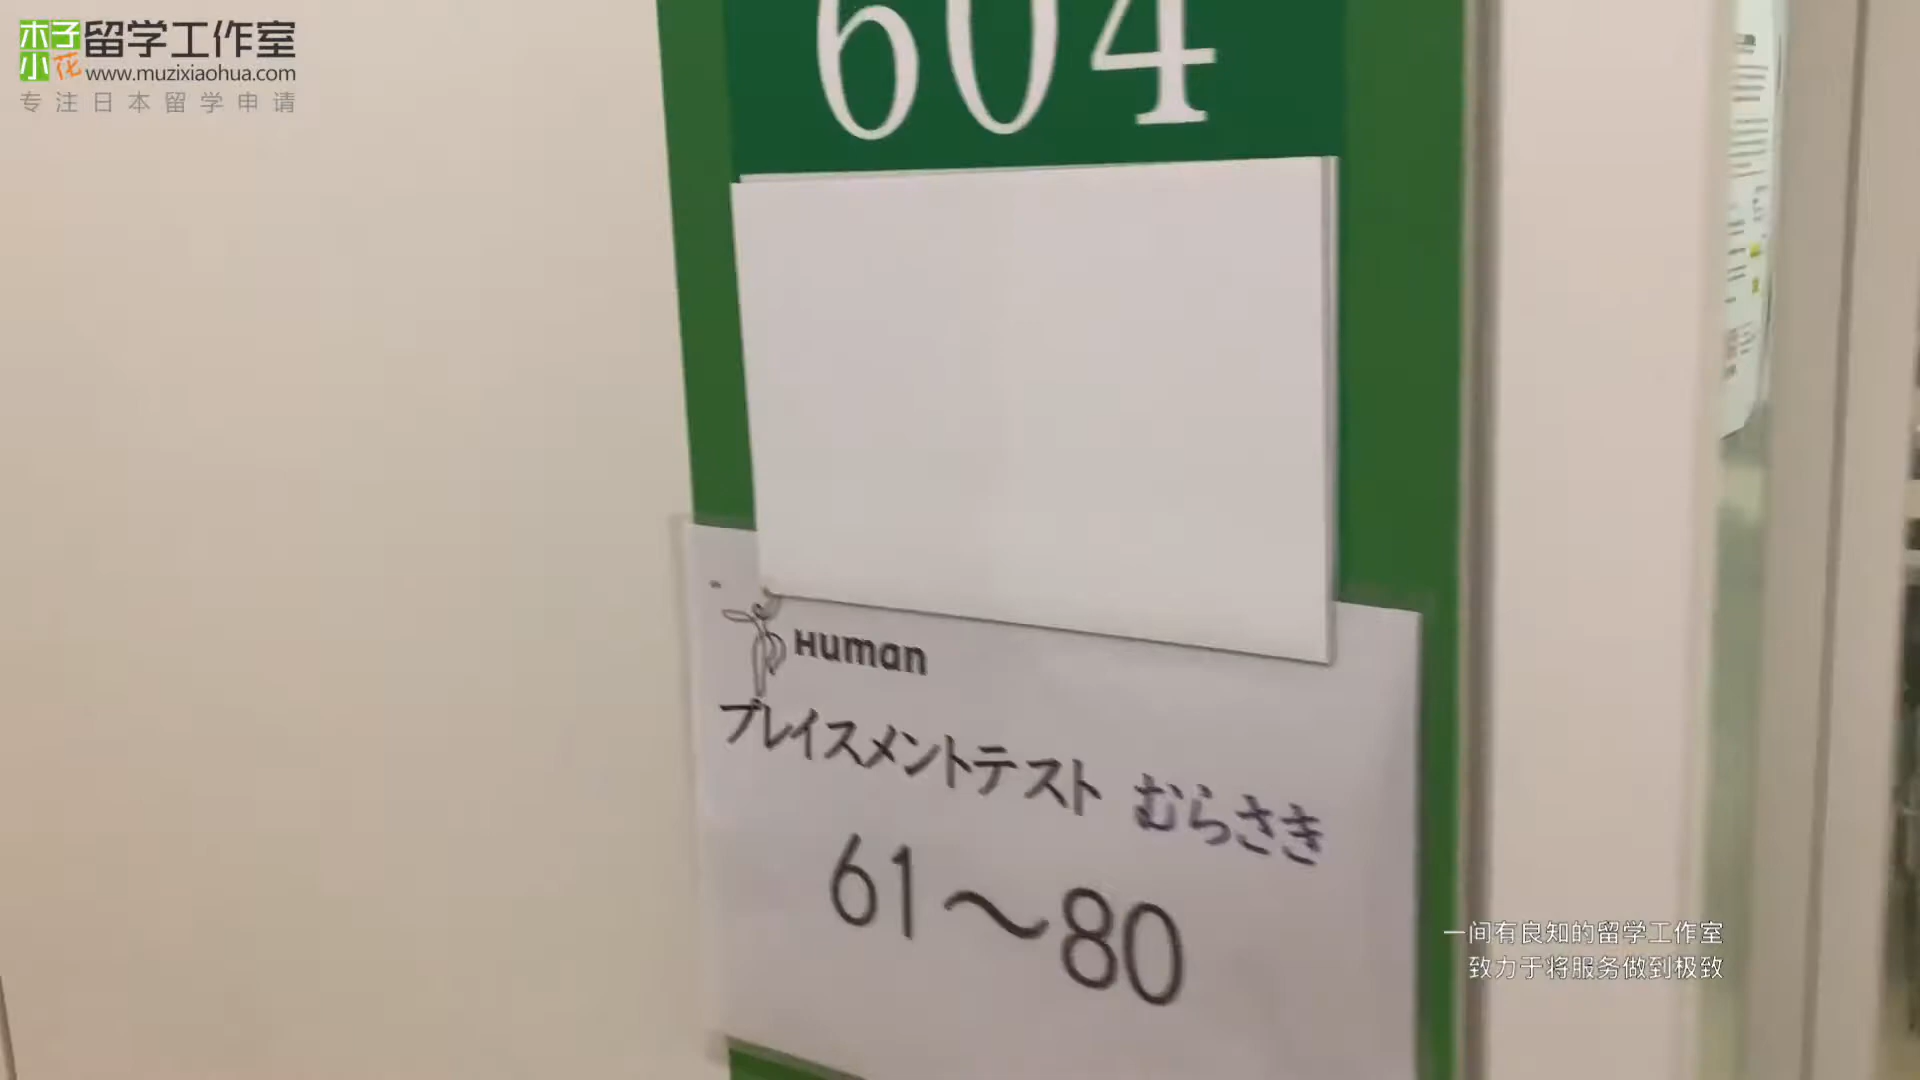 木子小花
留学工作室
www.muzixiaohua.com
专注日本留学申请
604
Human
プレイスメントテスト むらさき
61～80
一间有良知的留学工作室
致力于将服务做到极致